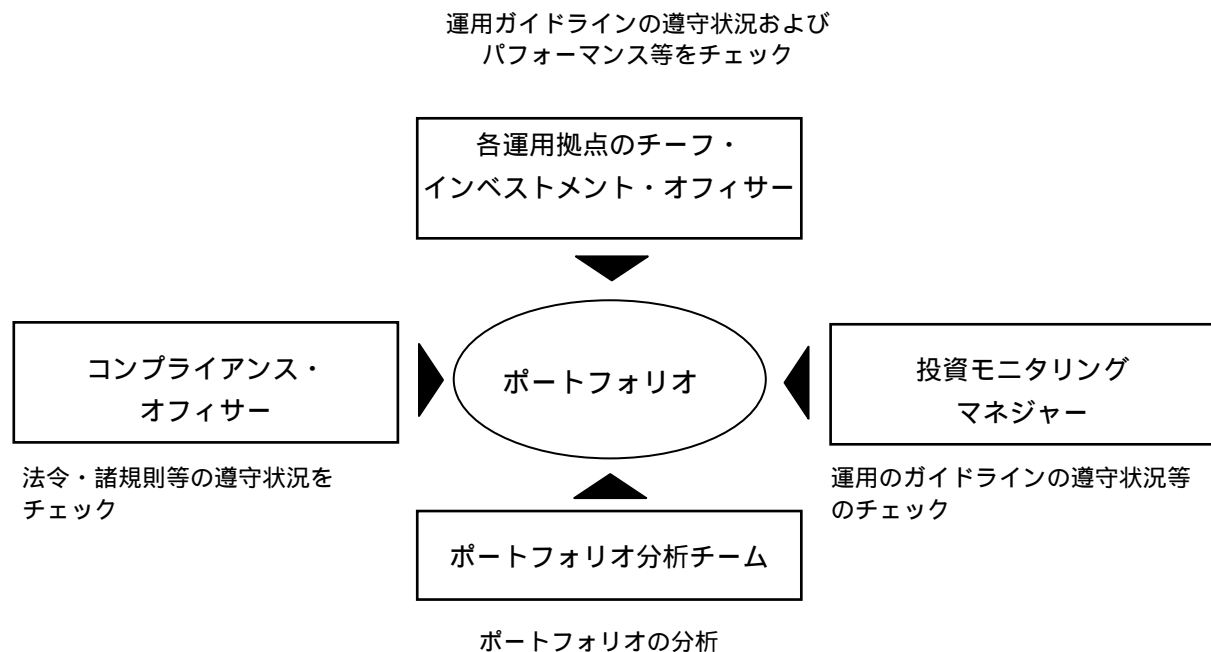 運用ガイドラインの遵守状況および
パフォーマンス等をチェック
各運用拠点のチーフ・
インベストメント・オフィサー
コンプライアンス・
オフィサー
ポートフォリオ
投資モニタリング
マネジャー
法令・諸規則等の遵守状況を
チェック
運用のガイドラインの遵守状況等
のチェック
ポートフォリオ分析チーム
ポートフォリオの分析